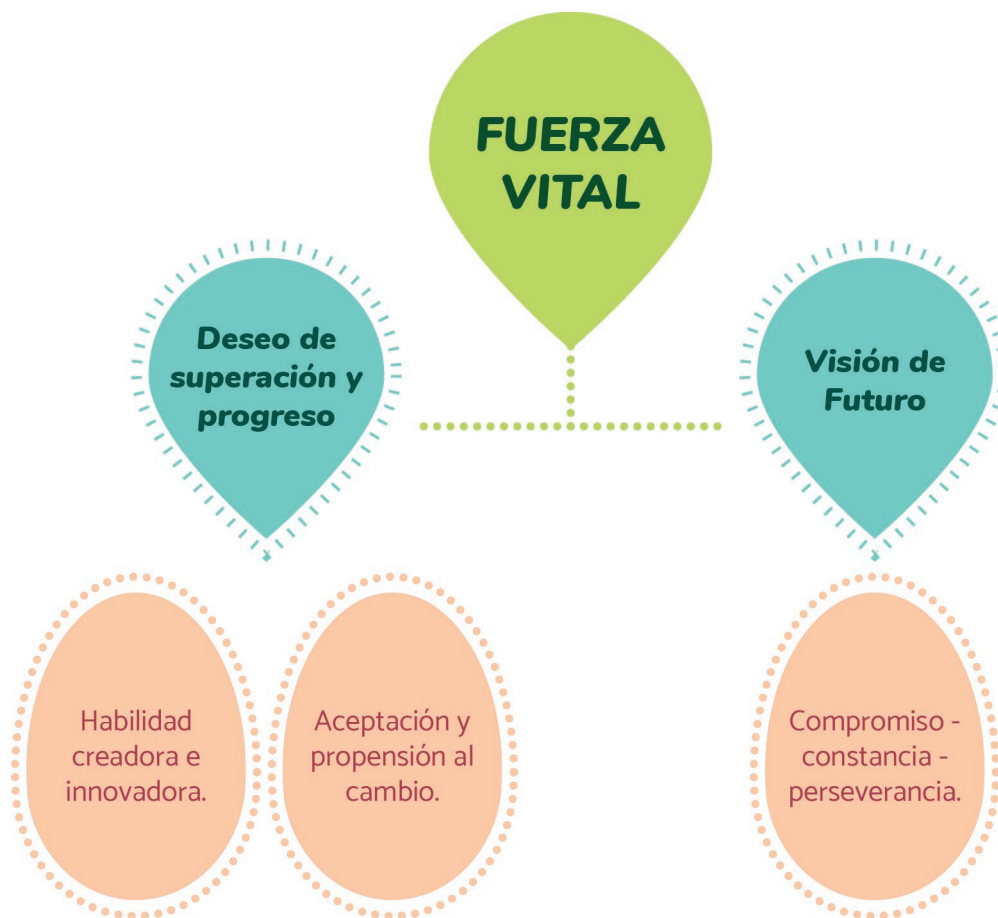 FUERZA
VITAL
Deseo de
superación y
progreso
Visión de
Futuro
Habilidad
creadora e
innovadora.
Aceptación y
propensión al
cambio.
Compromiso -
constancia -
perseverancia.